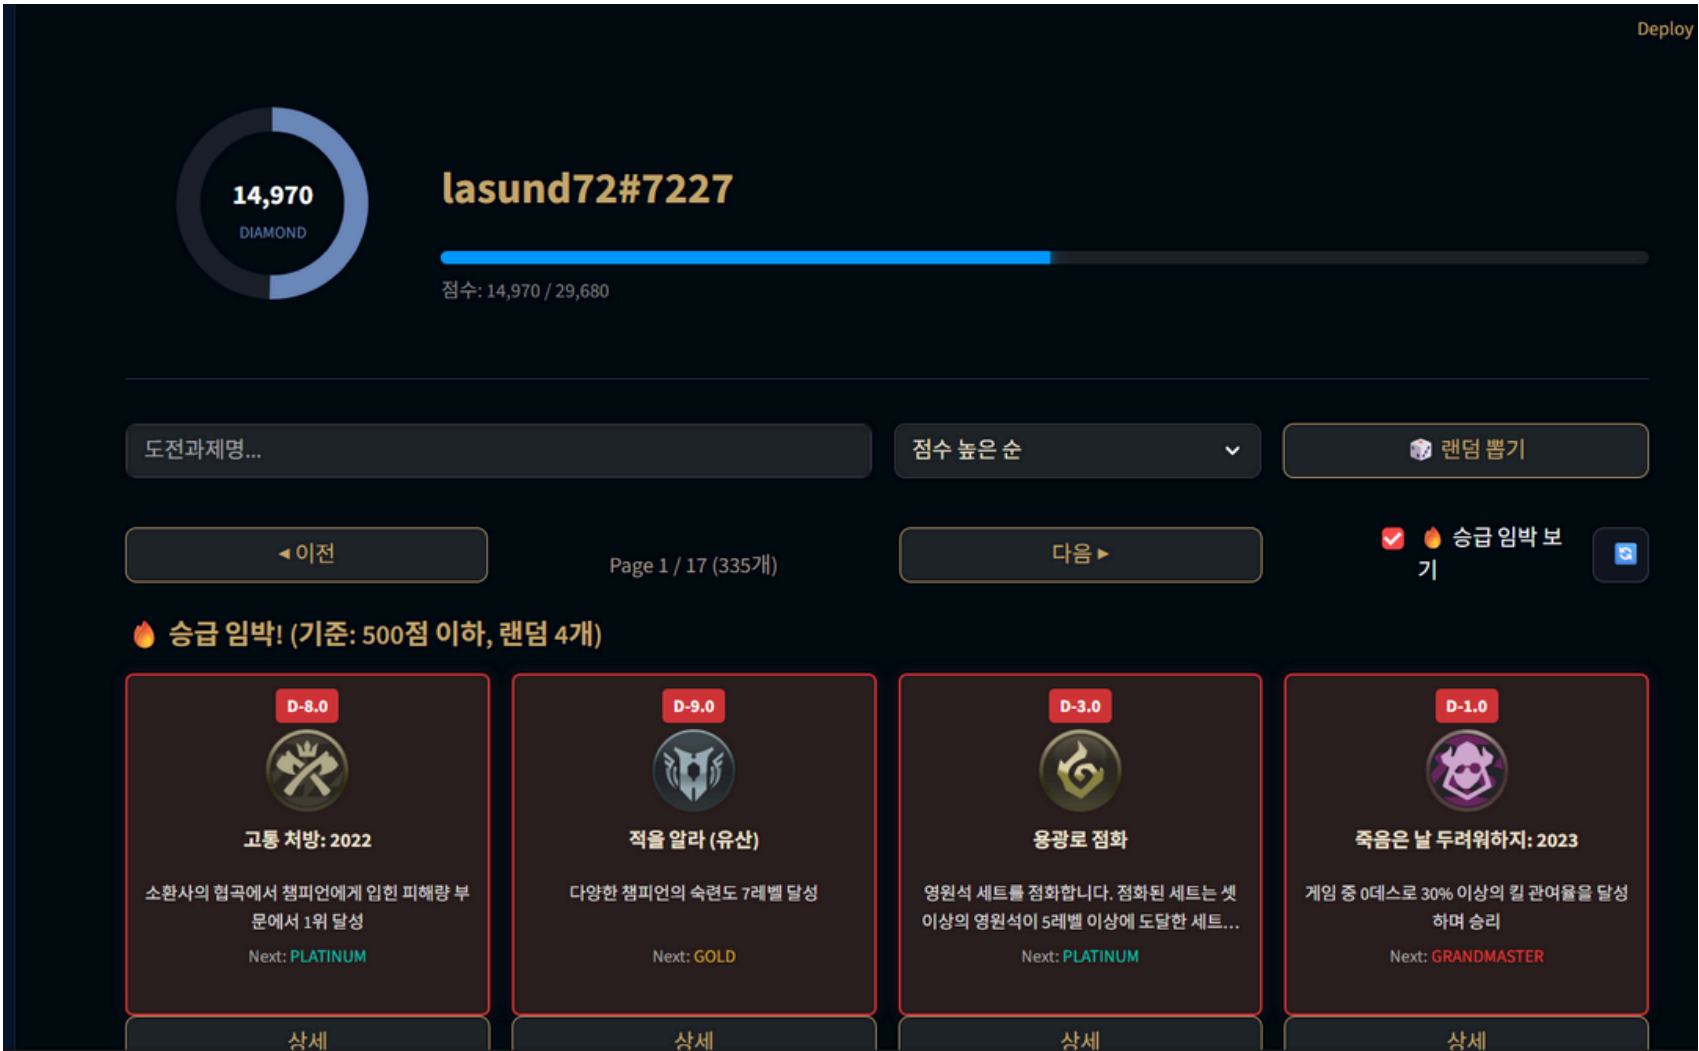 Deploy
14,970
DIAMOND
lasund72#7227
점수: 14,970 / 29,680
도전과제명...
점수 높은 순
🎲 랜덤 뽑기
◂ 이전
Page 1 / 17 (335개)
다음 ▸
🔥 승급 임박 보
기
🔥 승급 임박! (기준: 500점 이하, 랜덤 4개)
D-8.0
고통 처방: 2022
소환사의 협곡에서 챔피언에게 입힌 피해량 부
문에서 1위 달성
Next: PLATINUM
상세
D-9.0
적을 알라 (유산)
다양한 챔피언의 숙련도 7레벨 달성
Next: GOLD
상세
D-3.0
용광로 점화
영원석 세트를 점화합니다. 점화된 세트는 셋
이상의 영원석이 5레벨 이상에 도달한 세트...
Next: PLATINUM
상세
D-1.0
죽음은 날 두려워하지: 2023
게임 중 0데스로 30% 이상의 킬 관여율을 달성
하며 승리
Next: GRANDMASTER
상세